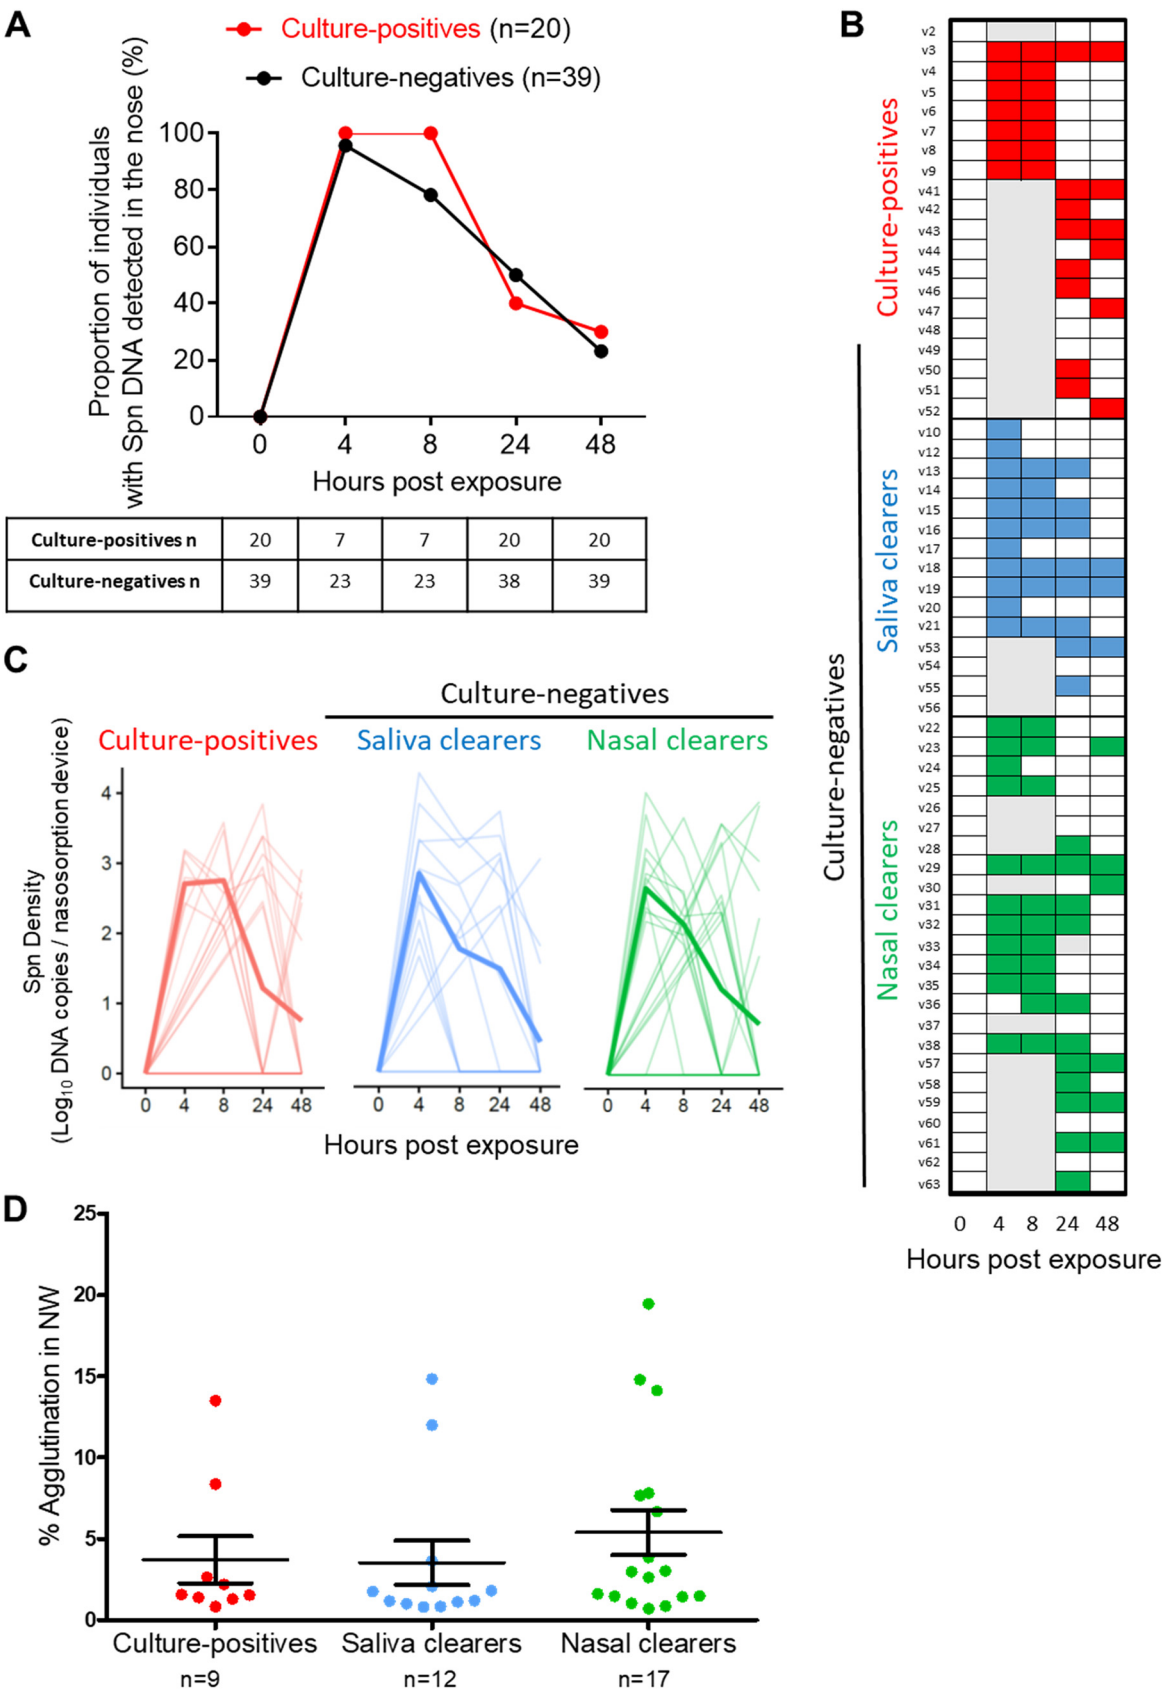 A
Culture-positives (n=20)
Culture-negatives (n=39)
Proportion of individuals
with Spn DNA detected in the nose (%)
100
80
60
40
20
0
0 4 8 24 48
Hours post exposure
Culture-positives n 20 7 7 20 20
Culture-negatives n 39 23 23 38 39
B
Culture-positives
Saliva clearers
Nasal clearers
Culture-negatives
v2
v3
v4
v5
v6
v7
v8
v9
v41
v42
v43
v44
v45
v46
v47
v48
v49
v50
v51
v52
v10
v12
v13
v14
v15
v16
v17
v18
v19
v20
v21
v53
v54
v55
v56
v22
v23
v24
v25
v26
v27
v28
v29
v30
v31
v32
v33
v34
v35
v36
v37
v38
v57
v58
v59
v60
v61
v62
v63
0 4 8 24 48
Hours post exposure
C
Culture-negatives
Culture-positives Saliva clearers Nasal clearers
Spn Density
(Log10 DNA copies / nasosorption device)
4
3
2
1
0
0 4 8 24 48 0 4 8 24 48 0 4 8 24 48
Hours post exposure
D
% Agglutination in NW
25
20
15
10
5
0
Culture-positives Saliva clearers Nasal clearers
n=9 n=12 n=17